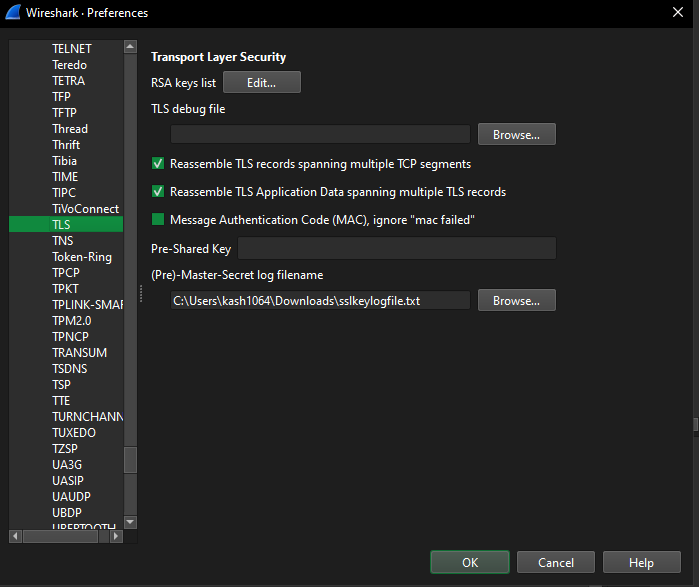 Wireshark · Preferences
TELNET
Teredo
TETRA
TFP
TFTP
Thread
Thrift
Tibia
TIME
TIPC
TiVoConnect
TLS
TNS
Token-Ring
TPCP
TPKT
TPLINK-SMAR
TPM2.0
TPNCP
TRANSUM
TSDNS
TSP
TTE
TURNCHANN
TUXEDO
TZSP
UA3G
UASIP
UAUDP
UBDP
UBERTOOTH
Transport Layer Security
RSA keys list Edit...
TLS debug file
Browse...
Reassemble TLS records spanning multiple TCP segments
Reassemble TLS Application Data spanning multiple TLS records
Message Authentication Code (MAC), ignore "mac failed"
Pre-Shared Key
(Pre)-Master-Secret log filename
C:\Users\kash1064\Downloads\sslkeylogfile.txt Browse...
OK Cancel Help